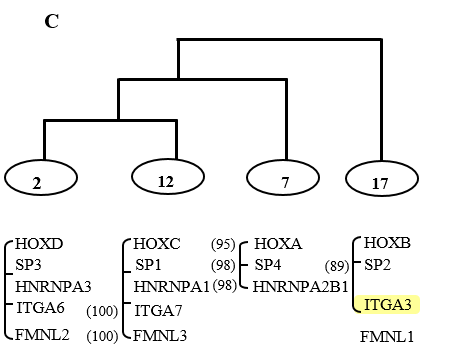 C
2 12 7 17
HOXD HOXC (95) HOXA HOXB
SP3 SP1 (98) SP4 (89) SP2
HNRNPA3 HNRNPA1 (98) HNRNPA2B1
ITGA6 (100) ITGA7 ITGA3
FMNL2 (100) FMNL3 FMNL1